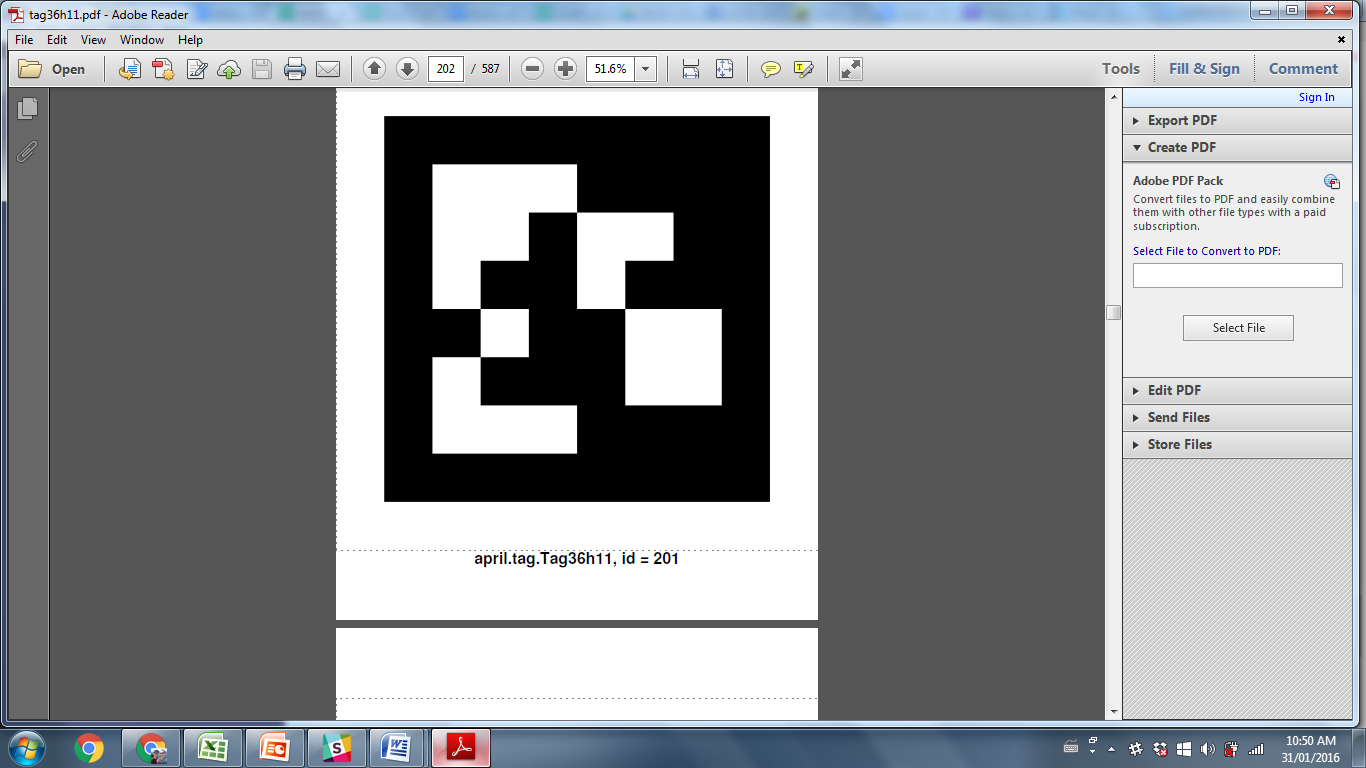 tag36h11.pdf - Adobe Reader
File Edit View Window Help
Open 202 / 587 51.6% Tools Fill & Sign Comment
Sign In
Export PDF
Create PDF
Adobe PDF Pack
Convert files to PDF and easily combine
them with other file types with a paid
subscription.
Select File to Convert to PDF:
Select File
Edit PDF
Send Files
Store Files
april.tag.Tag36h11, id = 201
10:50 AM
31/01/2016